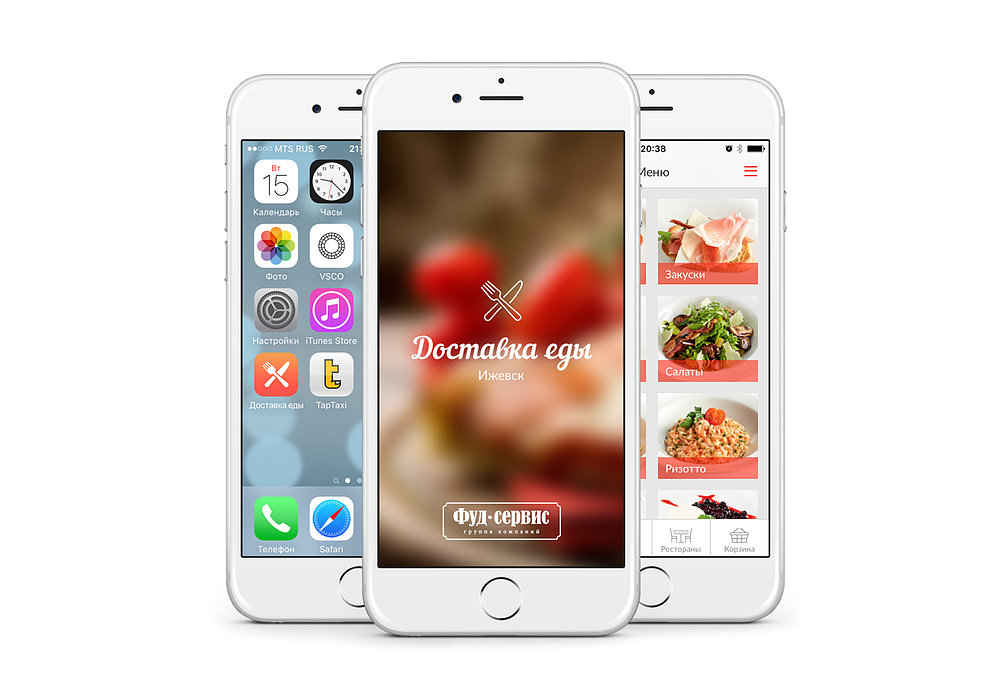 MTS RUS
21:
Вт
15
Календарь
Часы
Фото
VSCO
Настройки
iTunes Store
Доставка еды
TapTaxi
Телефон
Safari
Доставка еды
Ижевск
Фуд-сервис
группа компаний
20:38
Меню
Закуски
Салаты
Ризотто
Рестораны
Корзина